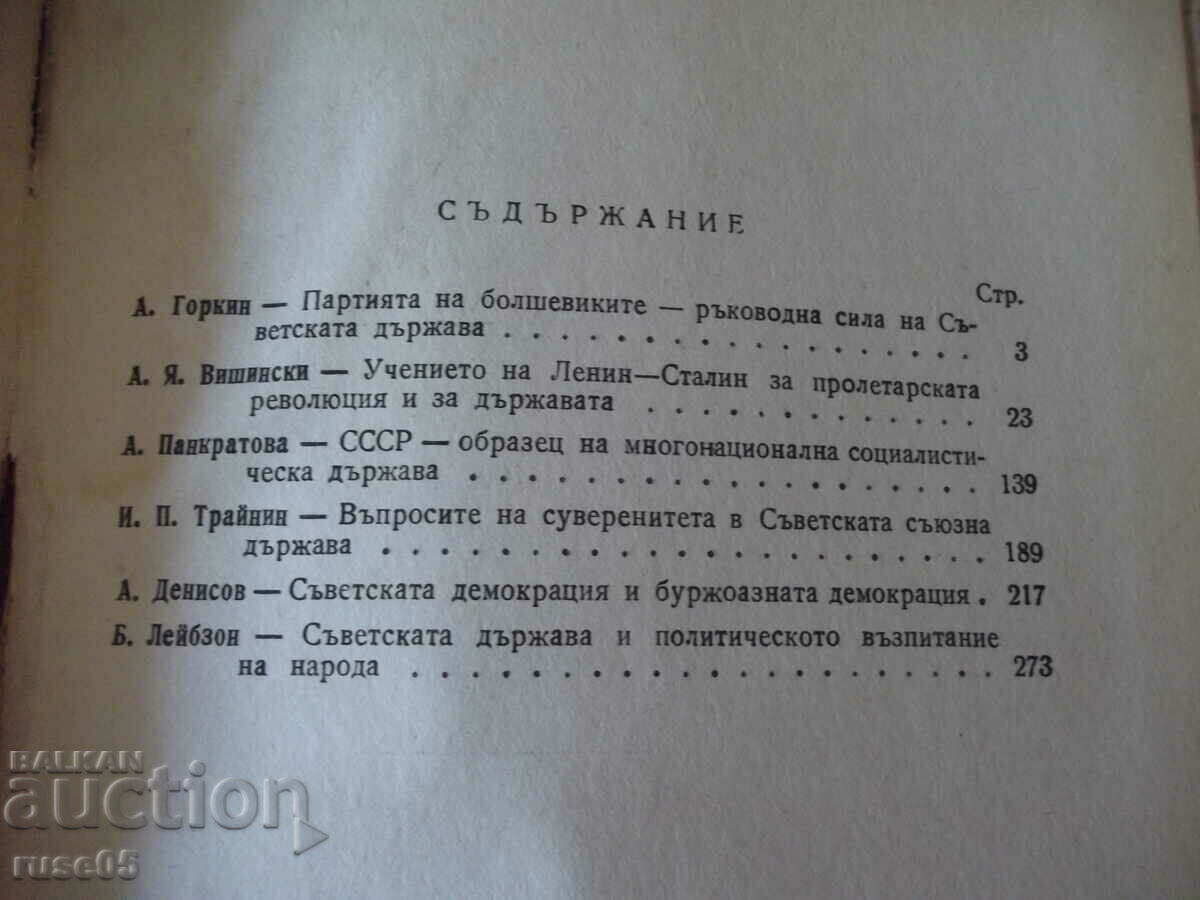 СЪДЪРЖАНИЕ
Стр.
А. Горкин — Партията на болшевиките — ръководна сила на Съ-
ветската държава . . . . . . . . . . . . . . . . . 3
А. Я. Вишински — Учението на Ленин—Сталин за пролетарската
революция и за държавата . . . . . . . . . . . . 23
А. Панкратова — СССР — образец на многонационална социалисти-
ческа държава . . . . . . . . . . . . . . . . . . 139
И. П. Трайнин — Въпросите на суверенитета в Съветската съюзна
държава . . . . . . . . . . . . . . . . . . . . . 189
А. Денисов — Съветската демокрация и буржоазната демокрация . 217
Б. Лейбзон — Съветската държава и политическото възпитание
на народа . . . . . . . . . . . . . . . . . . . . 273
BALKAN
auction
ruse05